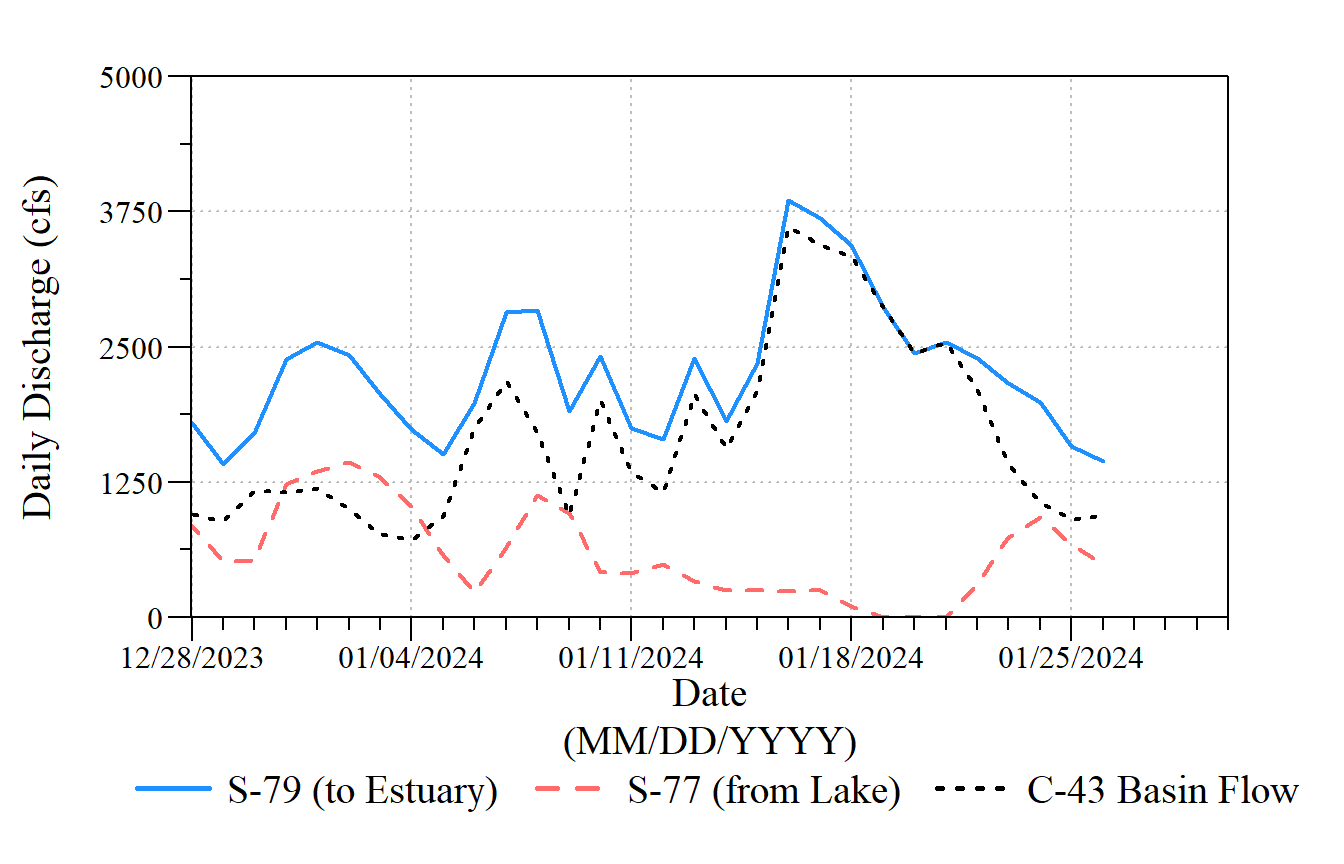 5000
3750
2500
1250
0
Daily Discharge (cfs)
12/28/2023 01/04/2024 01/11/2024 01/18/2024 01/25/2024
Date
(MM/DD/YYYY)
S-79 (to Estuary) S-77 (from Lake) C-43 Basin Flow